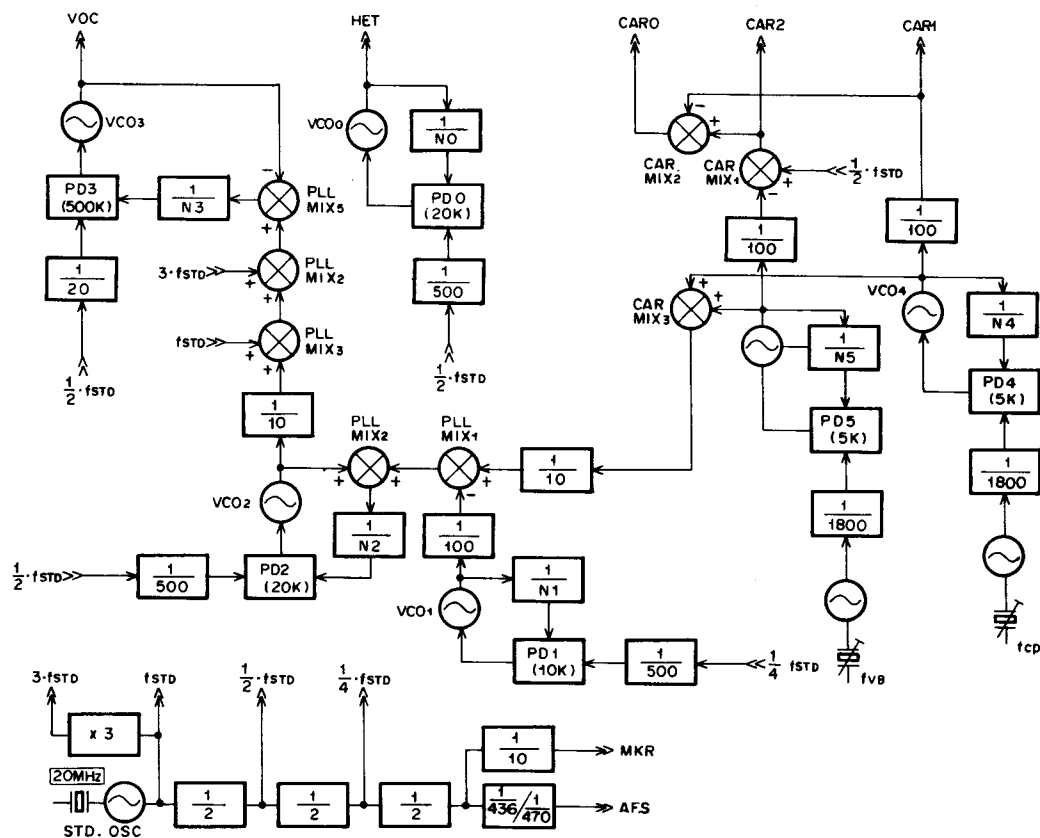 VOC
HET
CAR0
CAR2
CAR1
VCO3
VCO0
1/N0
PD0
(20K)
1/500
1/2·fSTD
PD3
(500K)
1/N3
PLL
MIX5
1/20
1/2·fSTD
3·fSTD
PLL
MIX2
fSTD
PLL
MIX3
1/10
CAR
MIX2
CAR
MIX1
1/2·fSTD
1/100
1/100
CAR
MIX3
VCO4
1/N4
PD4
(5K)
1/N5
PD5
(5K)
1/1800
1/1800
fVB
fCP
PLL
MIX2
PLL
MIX1
1/10
VCO2
1/N2
1/100
1/2·fSTD
1/500
PD2
(20K)
VCO1
1/N1
PD1
(10K)
1/500
1/4 fSTD
3·fSTD
fSTD
1/2·fSTD
1/4·fSTD
x 3
20MHz
STD. OSC
1/2
1/2
1/2
1/10
MKR
1/436/1/470
AFS